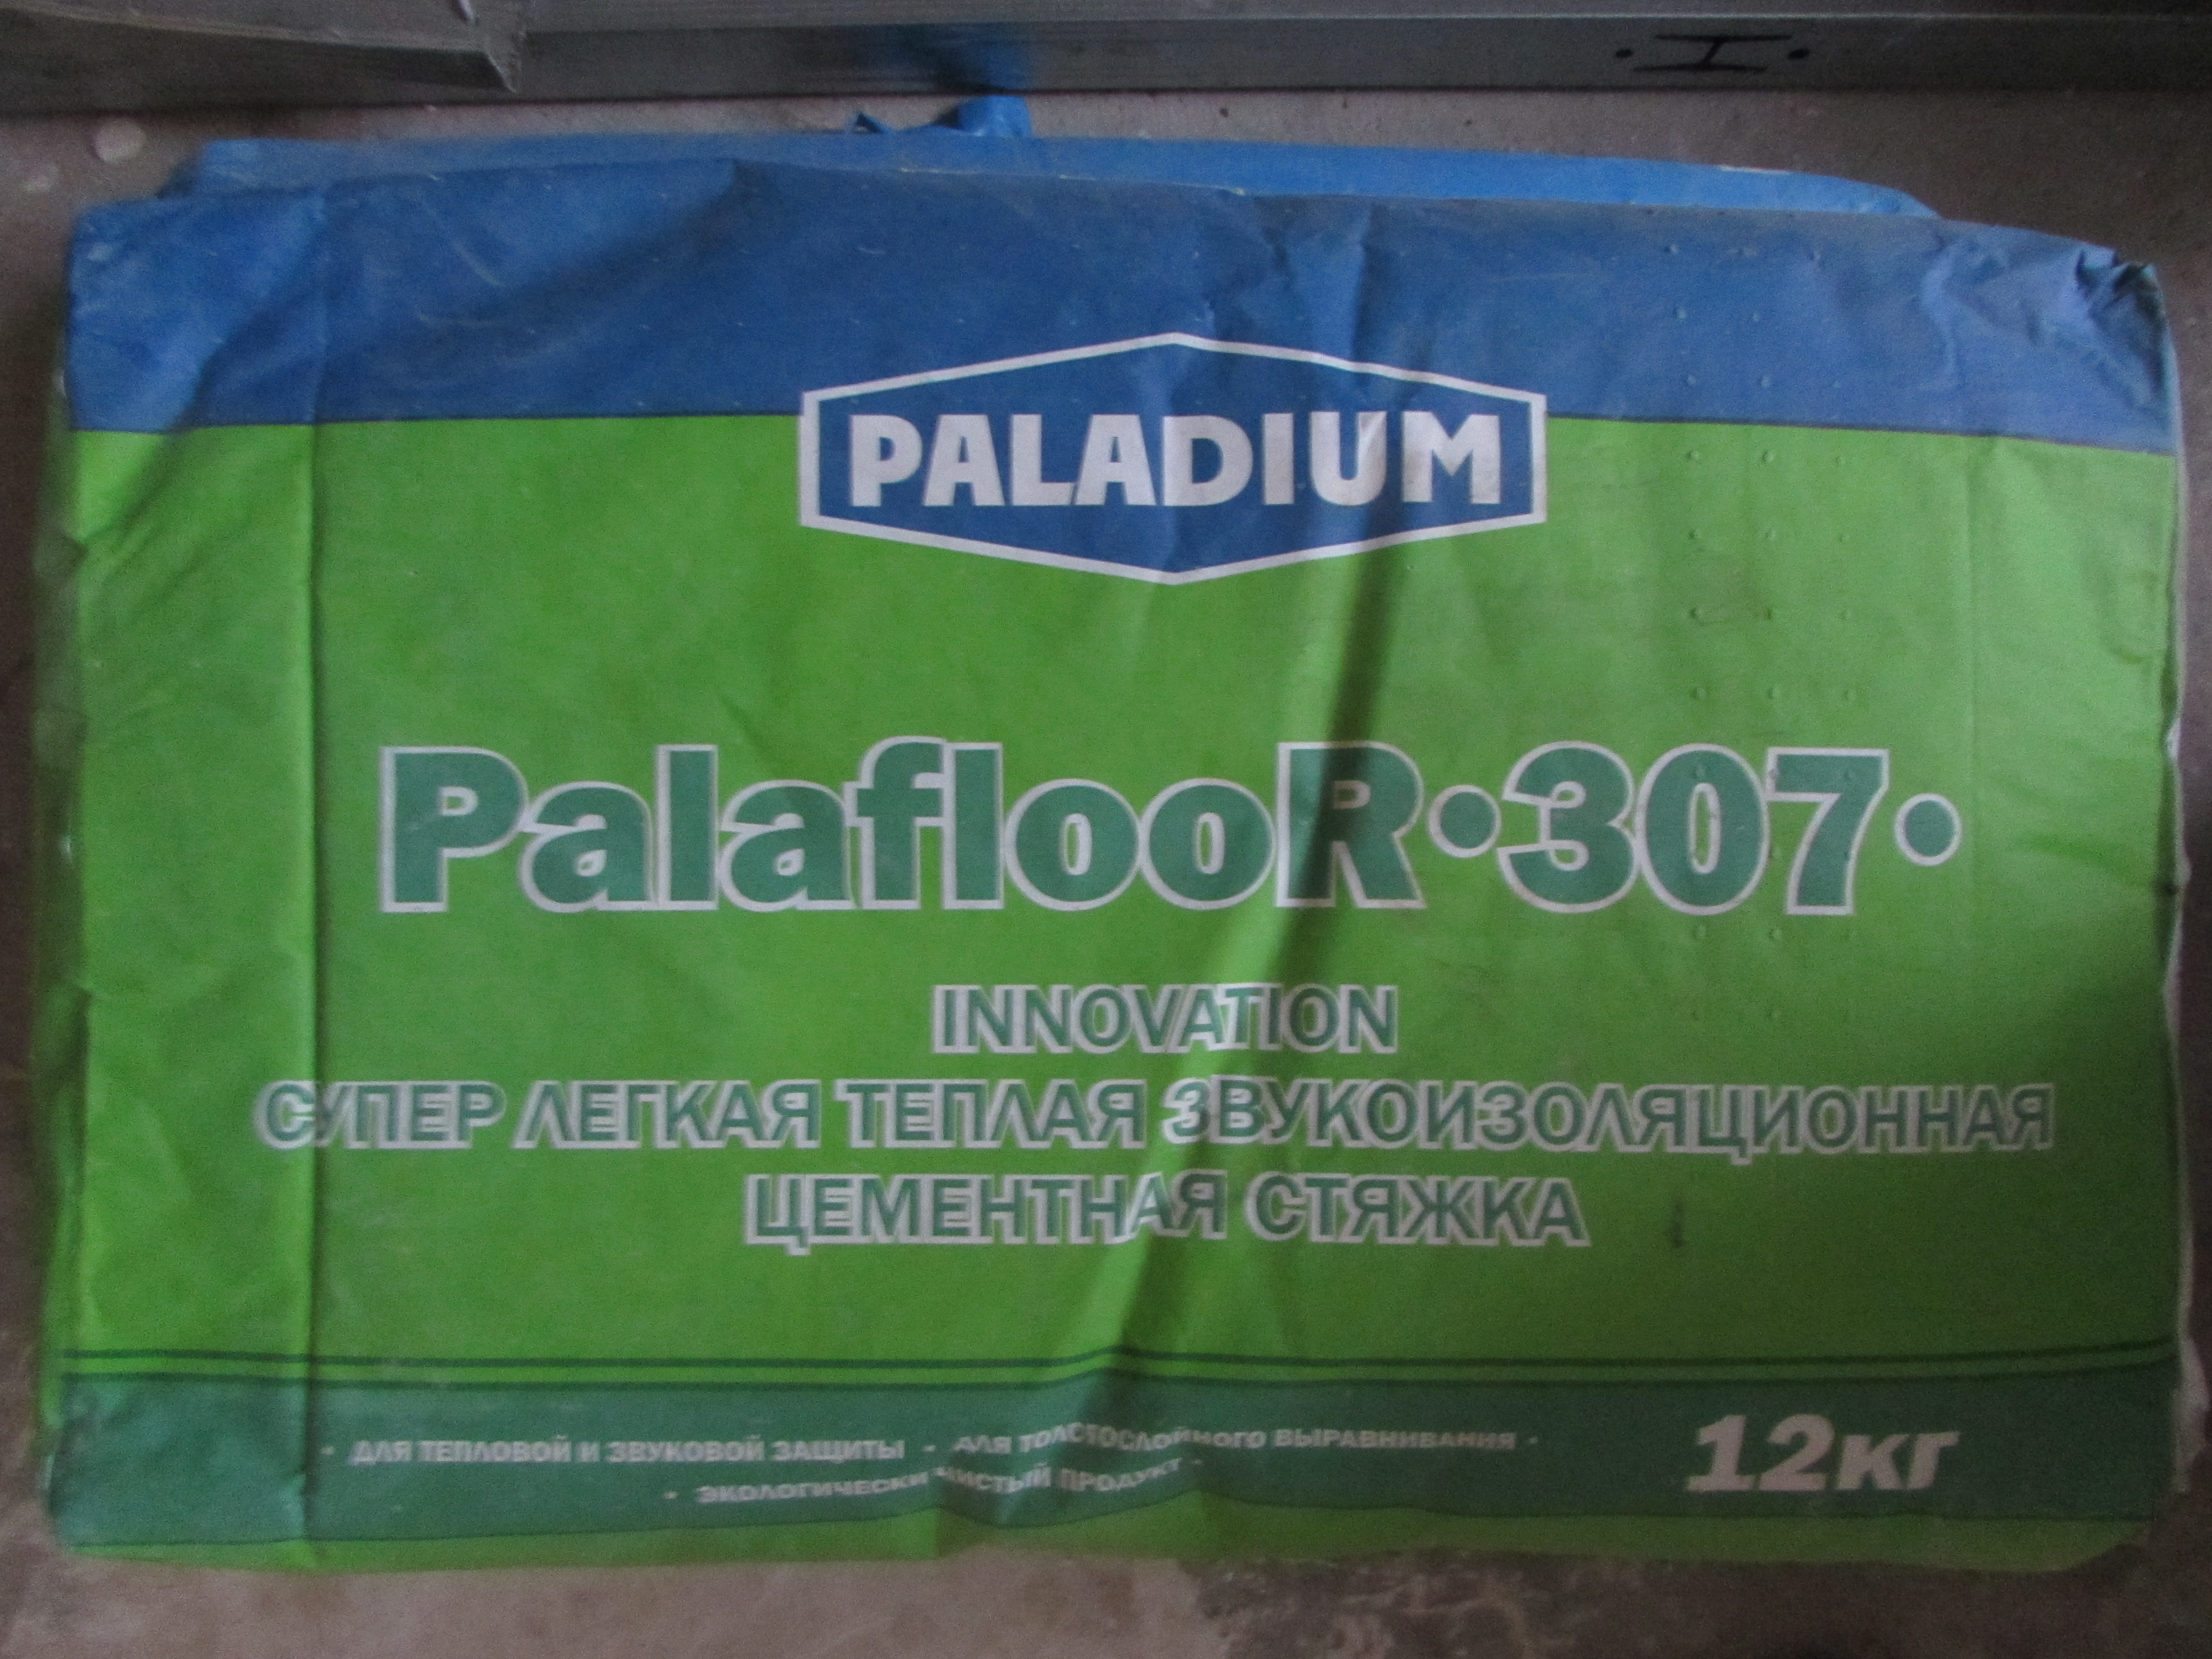 ·H·
PALADIUM
PalaflooR·307·
INNOVATION
СУПЕР ЛЕГКАЯ ТЕПЛАЯ ЗВУКОИЗОЛЯЦИОННАЯ
ЦЕМЕНТНАЯ СТЯЖКА
· ДЛЯ ТЕПЛОВОЙ И ЗВУКОВОЙ ЗАЩИТЫ · ДЛЯ ТОЛСТОСЛОЙНОГО ВЫРАВНИВАНИЯ ·
· ЭКОЛОГИЧЕСКИ ЧИСТЫЙ ПРОДУКТ ·
12кг